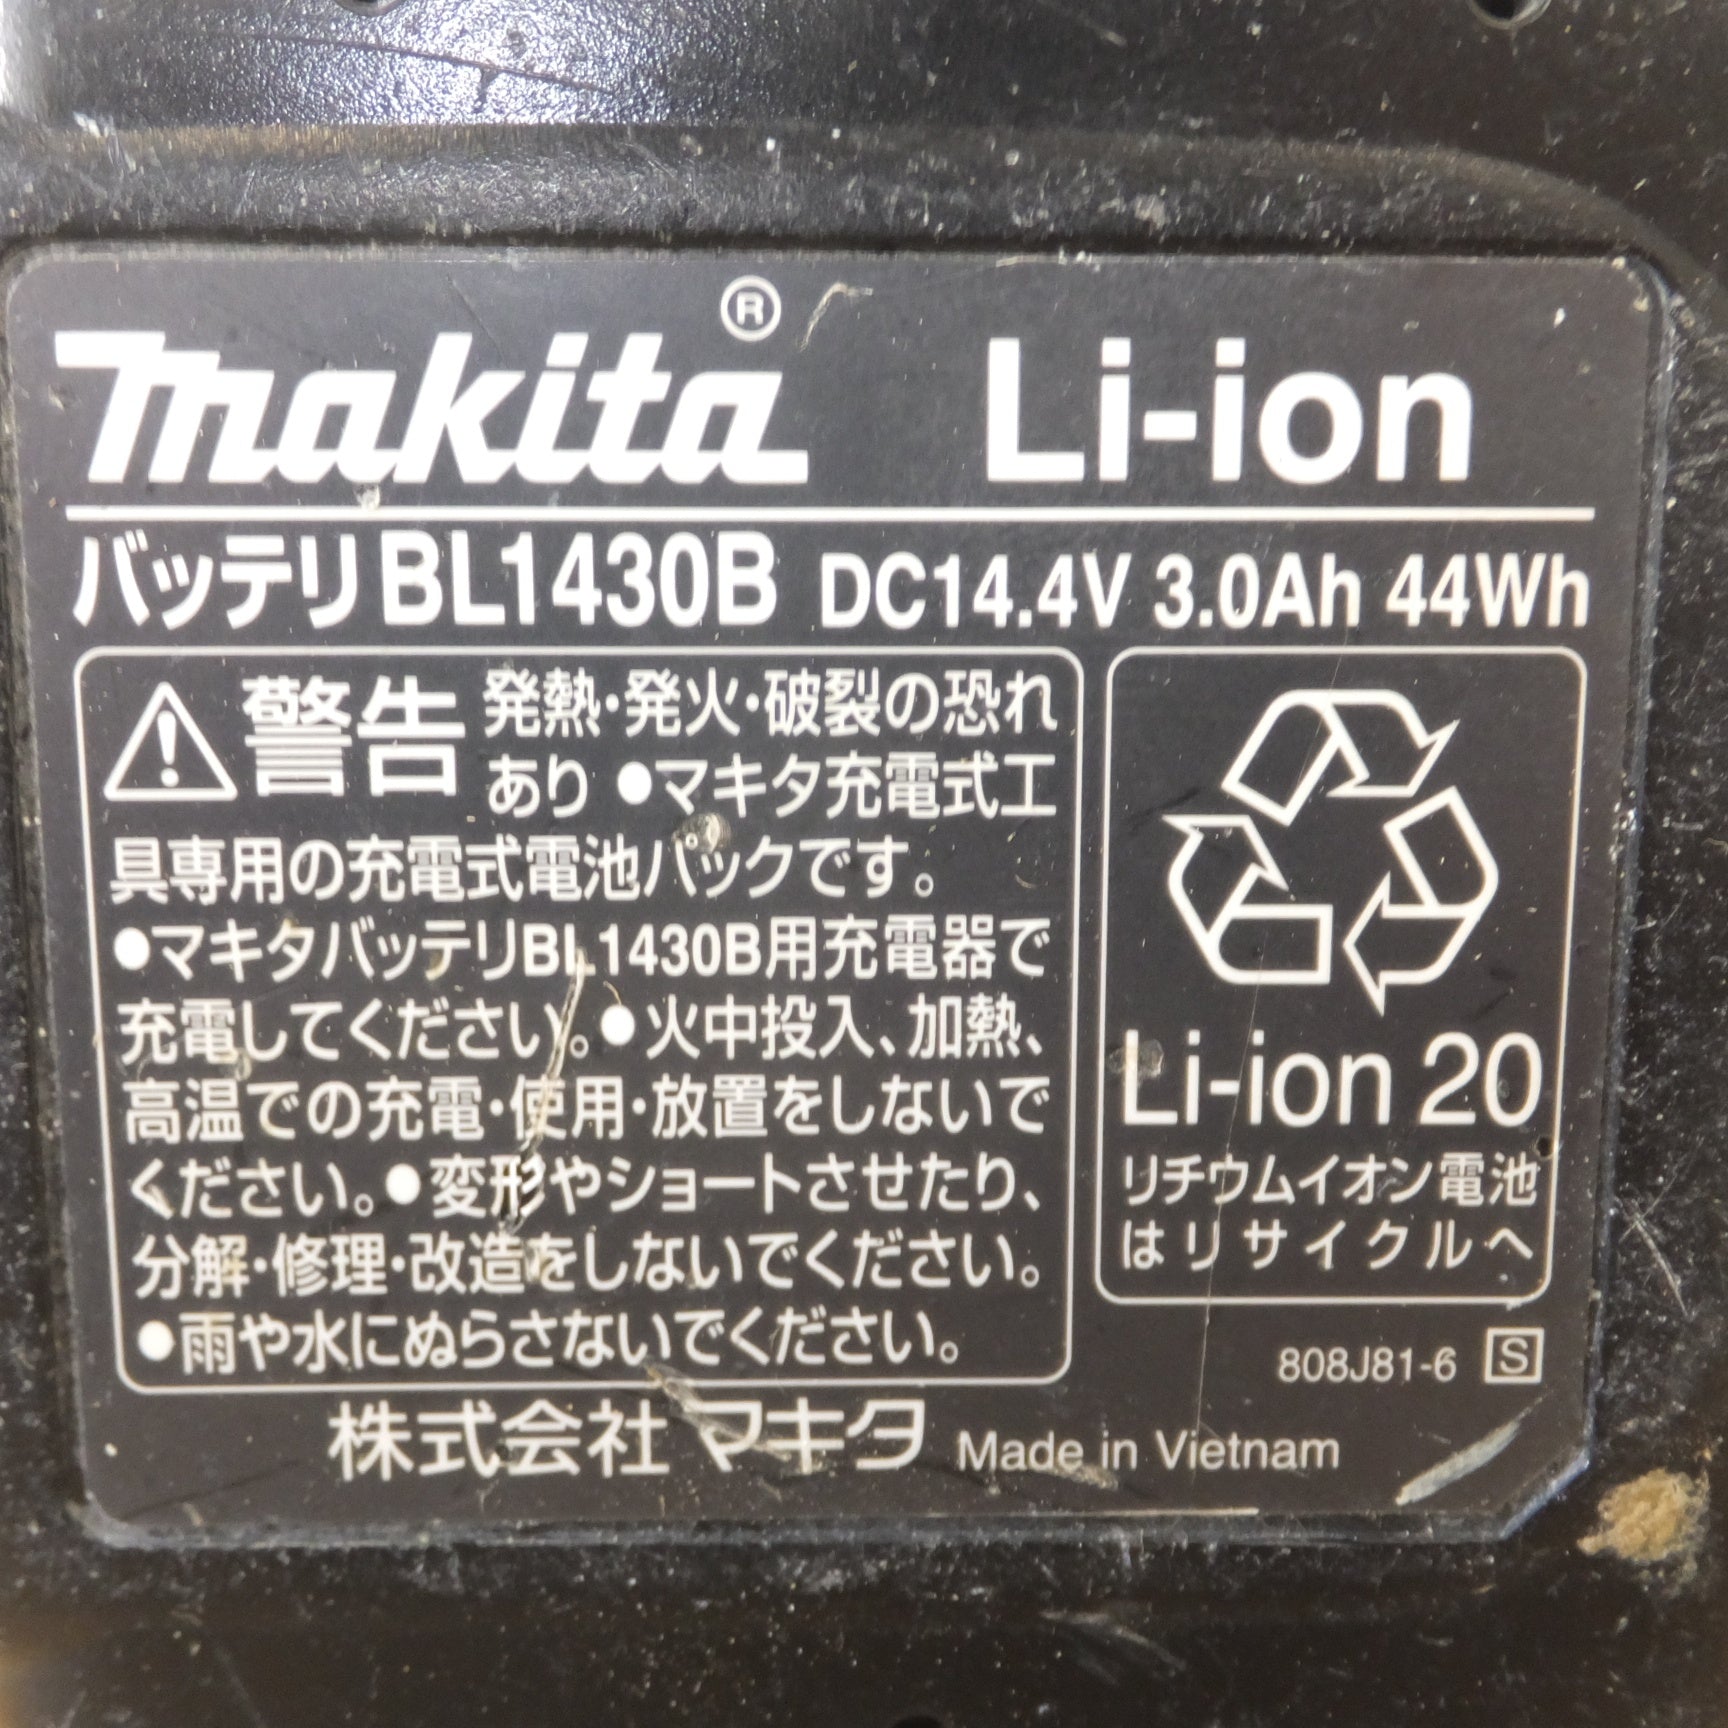 makita® Li-ion
バッテリBL1430B DC14.4V 3.0Ah 44Wh
⚠警告 発熱・発火・破裂の恐れ
あり ●マキタ充電式工
具専用の充電式電池パックです。
●マキタバッテリBL1430B用充電器で
充電してください。●火中投入、加熱、
高温での充電・使用・放置をしないで
ください。●変形やショートさせたり、
分解・修理・改造をしないでください。
●雨や水にぬらさないでください。
Li-ion 20
リチウムイオン電池
はリサイクルへ
808J81-6 S
株式会社マキタ Made in Vietnam